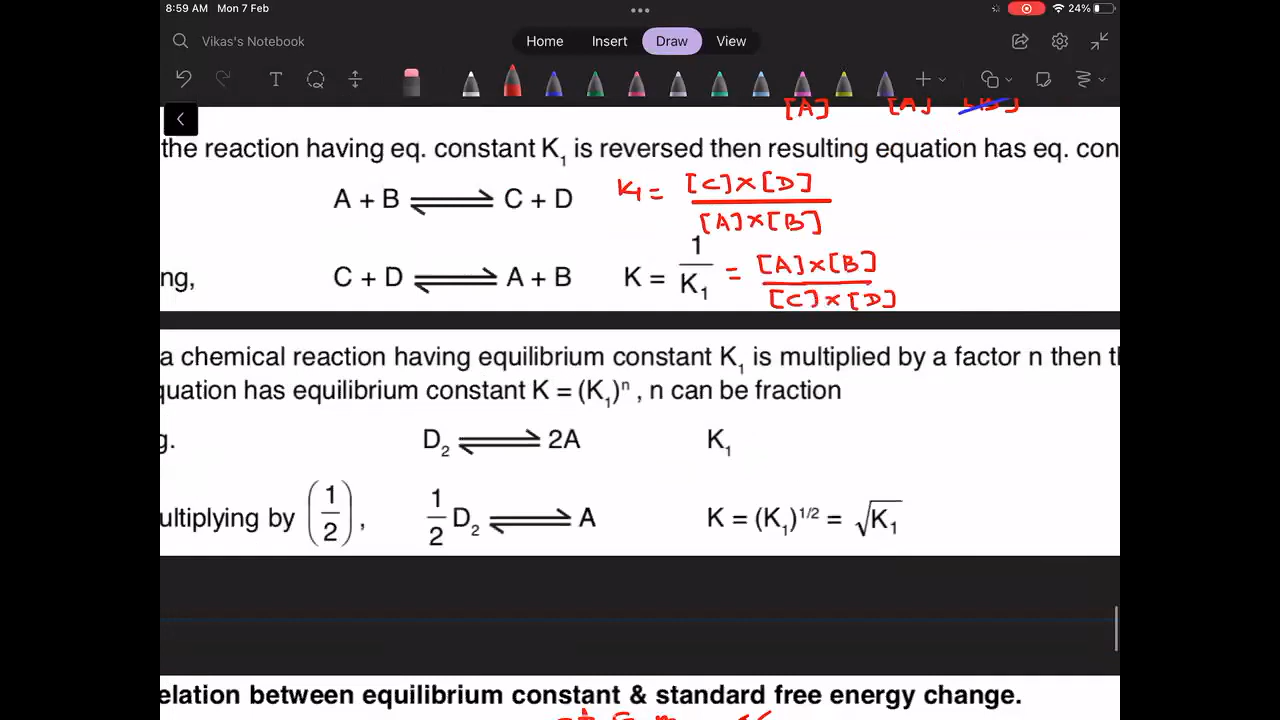 8:59 AM Mon 7 Feb
24%
Vikas's Notebook
Home Insert Draw View
[A] [A] [B]
the reaction having eq. constant K₁ is reversed then resulting equation has eq. con
A + B ⇌ C + D K₁ = [C]×[D] / [A]×[B]
ng, C + D ⇌ A + B K = 1/K₁ = [A]×[B] / [C]×[D]
a chemical reaction having equilibrium constant K₁ is multiplied by a factor n then th
quation has equilibrium constant K = (K₁)ⁿ , n can be fraction
g. D₂ ⇌ 2A K₁
ultiplying by (1/2), 1/2 D₂ ⇌ A K = (K₁)^1/2 = √K₁
elation between equilibrium constant & standard free energy change.